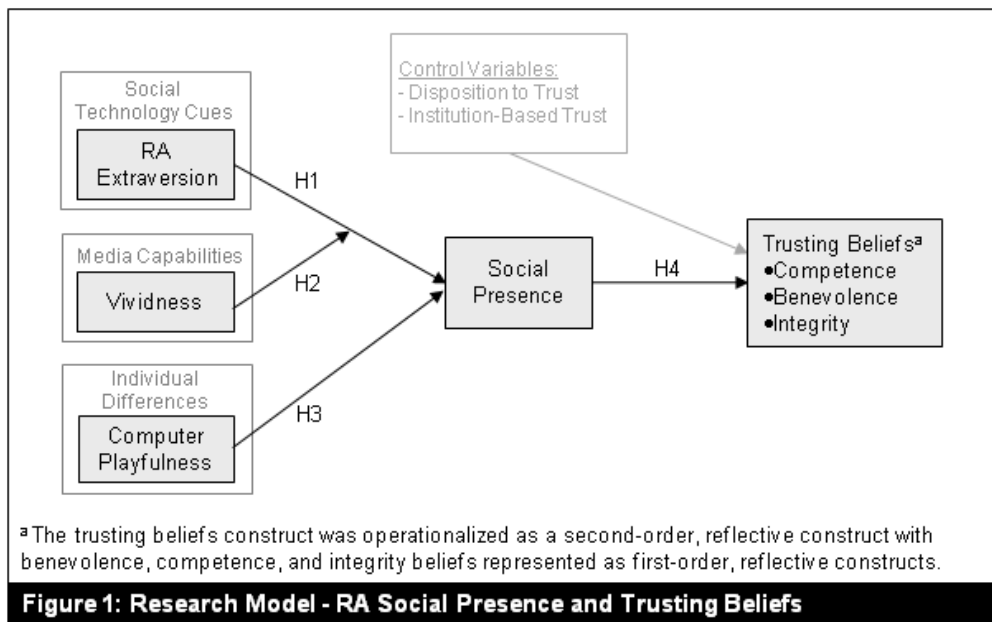 Control Variables:
- Disposition to Trust
- Institution-Based Trust
Social
Technology Cues
RA
Extraversion
H1
Media Capabilities
Vividness
H2
Individual
Differences
Computer
Playfulness
H3
Social
Presence
H4
Trusting Beliefsª
•Competence
•Benevolence
•Integrity
ª The trusting beliefs construct was operationalized as a second-order, reflective construct with
benevolence, competence, and integrity beliefs represented as first-order, reflective constructs.
Figure 1: Research Model - RA Social Presence and Trusting Beliefs